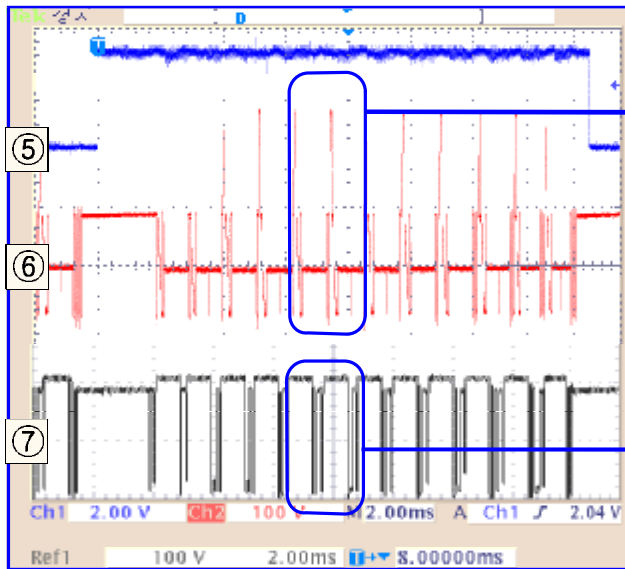 D
T
⑤
⑥
⑦
Ch1 2.00 V Ch2 100 V M 2.00ms A Ch1 2.04 V
Ref1 100 V 2.00ms T 8.00000ms